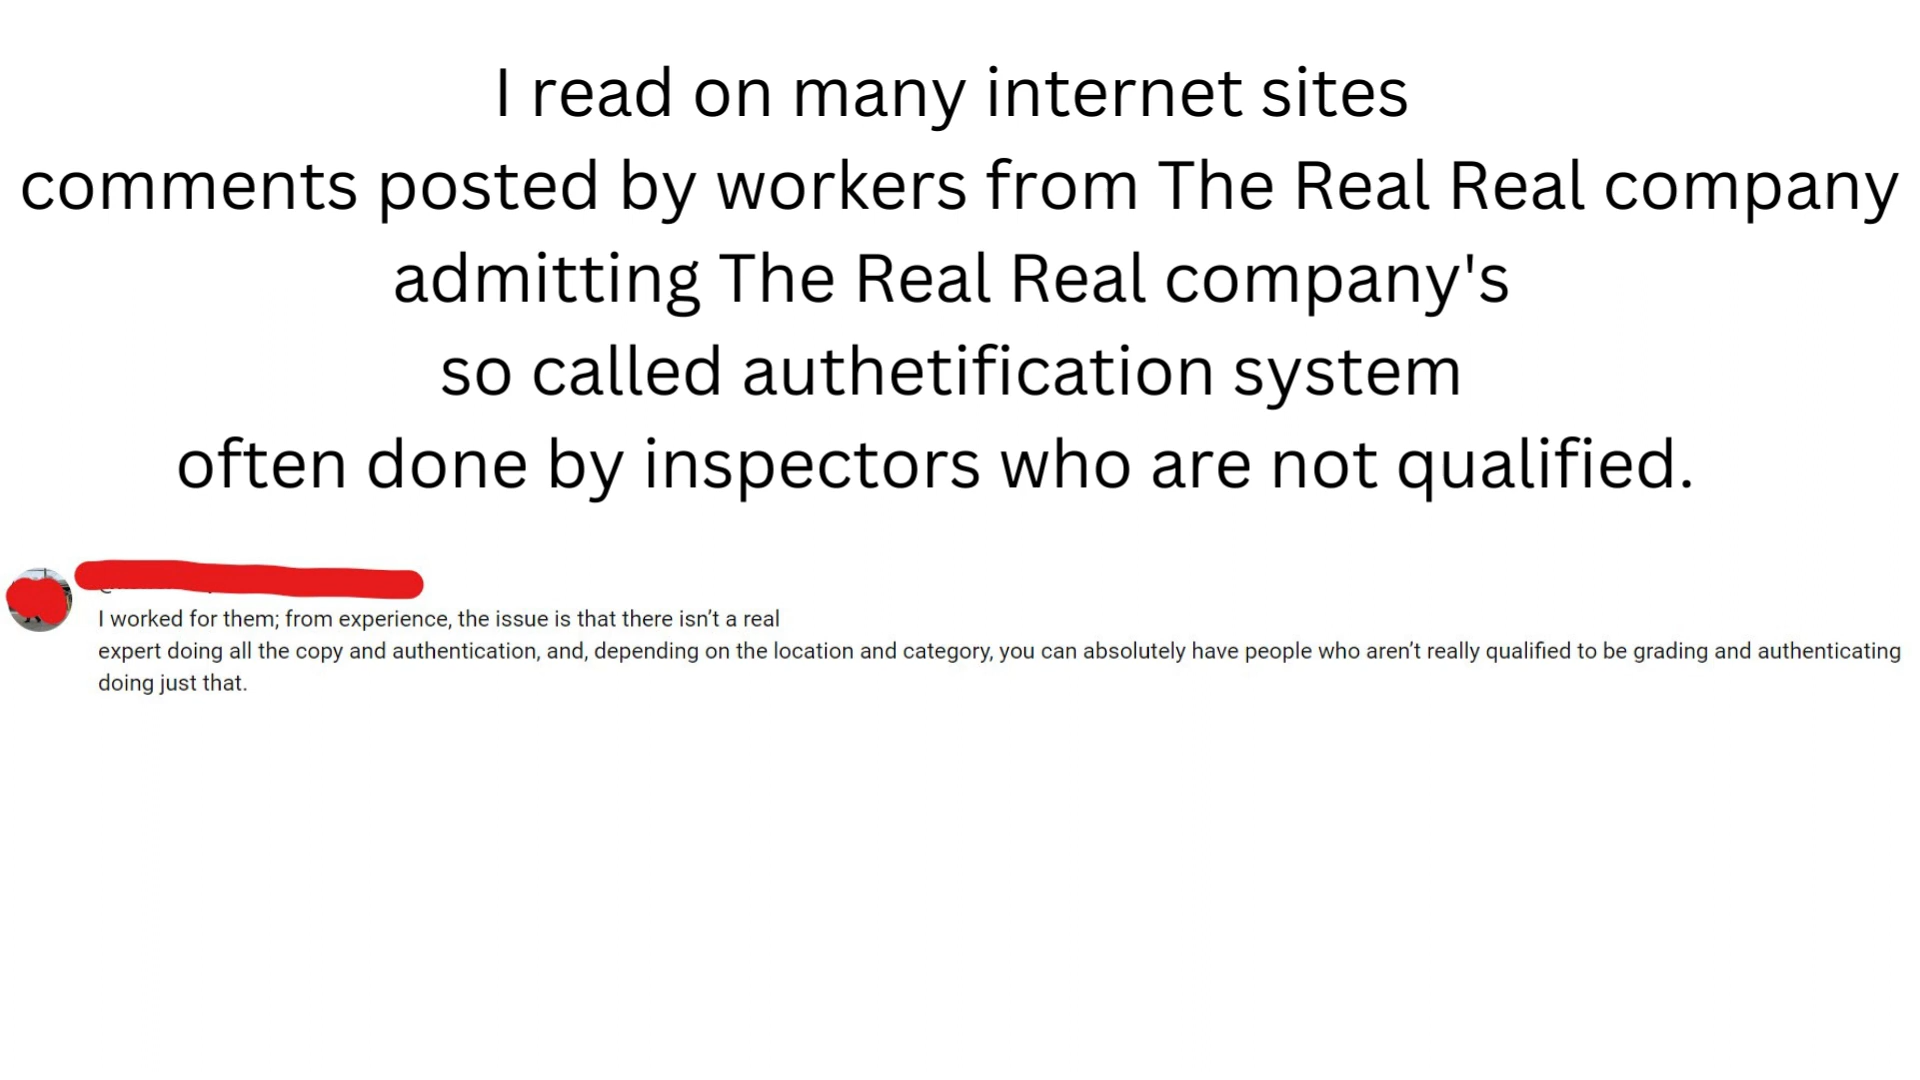 I read on many internet sites
comments posted by workers from The Real Real company
admitting The Real Real company's
so called authetification system
often done by inspectors who are not qualified.
I worked for them; from experience, the issue is that there isn’t a real
expert doing all the copy and authentication, and, depending on the location and category, you can absolutely have people who aren’t really qualified to be grading and authenticating
doing just that.